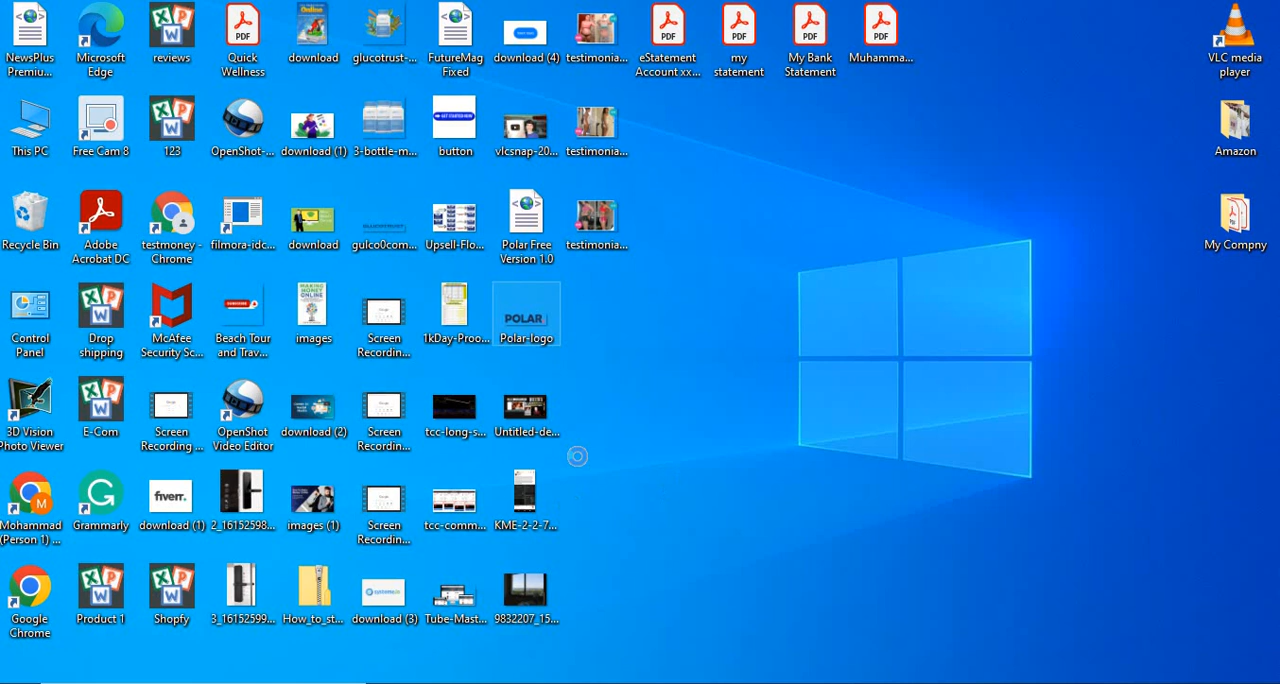 NewsPlus Premiu...
Microsoft Edge
reviews
Quick Wellness
download
glucotrust-...
FutureMag Fixed
download (4)
testimonia...
eStatement Account xx...
my statement
My Bank Statement
Muhamma...
VLC media player
This PC
Free Cam 8
123
OpenShot-...
download (1)
3-bottle-m...
button
vlcsnap-20...
testimonia...
Amazon
Recycle Bin
Adobe Acrobat DC
testmoney - Chrome
filmora-idc...
download
gulco0com...
Upsell-Flo...
Polar Free Version 1.0
testimonia...
My Compny
Control Panel
Drop shipping
McAfee Security Sc...
Beach Tour and Trav...
images
Screen Recordin...
1kDay-Proo...
POLAR
Polar-logo
3D Vision Photo Viewer
E-Com
Screen Recording ...
OpenShot Video Editor
download (2)
Screen Recordin...
tcc-long-s...
Untitled-de...
Mohammad (Person 1) ...
Grammarly
fiverr.
download (1)
2_16152598...
images (1)
Screen Recordin...
tcc-comm...
KME-2-2-7...
Google Chrome
Product 1
Shopfy
3_16152599...
How_to_st...
download (3)
Tube-Mast...
9832207_15...